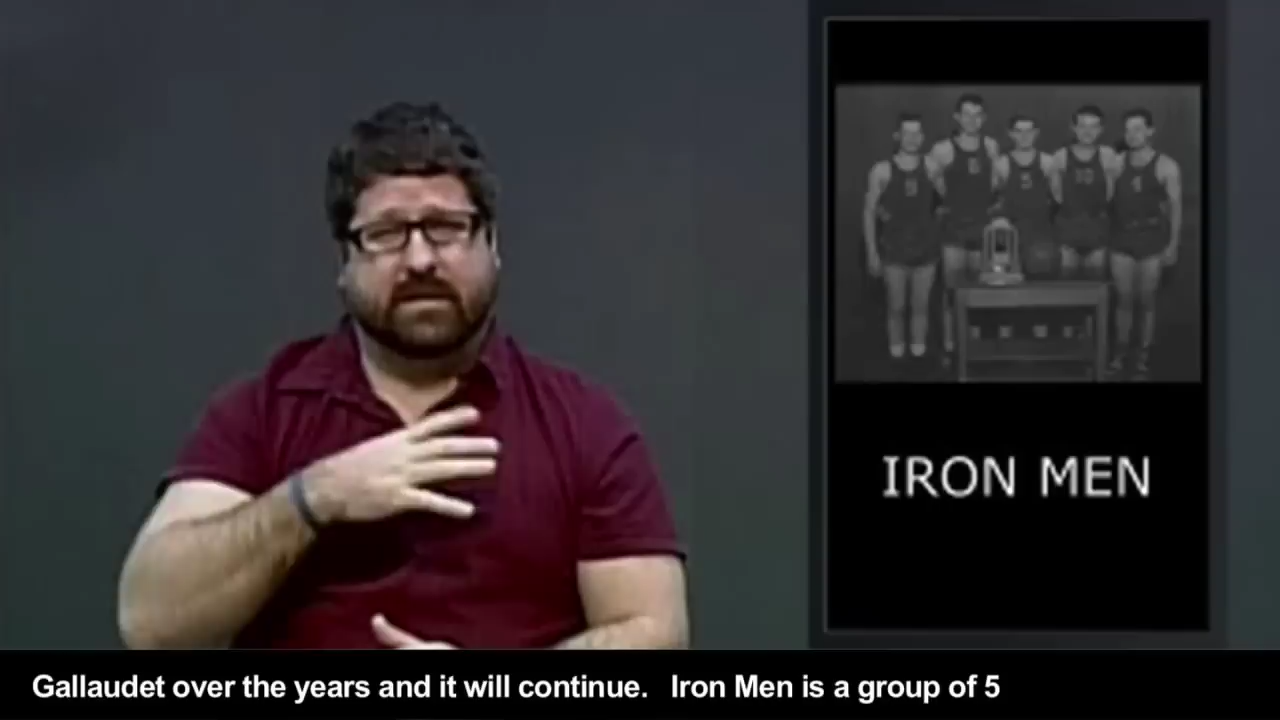 IRON MEN
Gallaudet over the years and it will continue.   Iron Men is a group of 5